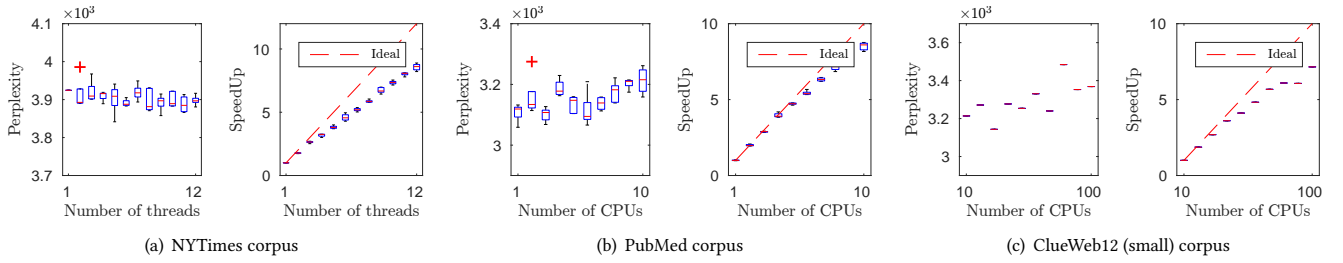 ×10³
4.1
4
3.9
3.8
3.7
Perplexity
1
12
Number of threads
10
5
0
SpeedUp
Ideal
1
12
Number of threads
(a) NYTimes corpus
×10³
3.4
3.2
3
Perplexity
1
10
Number of CPUs
10
5
0
SpeedUp
Ideal
1
10
Number of CPUs
(b) PubMed corpus
×10³
3.6
3.4
3.2
3
Perplexity
10
100
Number of CPUs
10
5
0
SpeedUp
Ideal
10
100
Number of CPUs
(c) ClueWeb12 (small) corpus